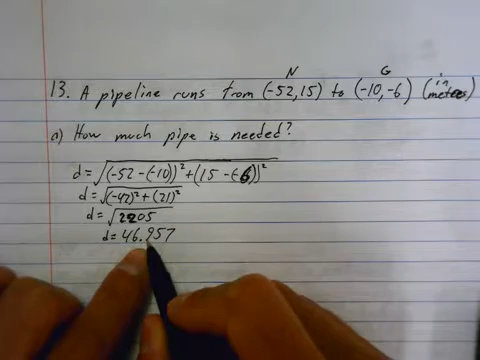 N G
13. A pipeline runs from (-52,15) to (-10,-6) (in metres)
a) How much pipe is needed?
d = √(-52-(-10))² + (15-(-6))²
d = √(-42)² + (21)²
d = √2205
d = 46.957